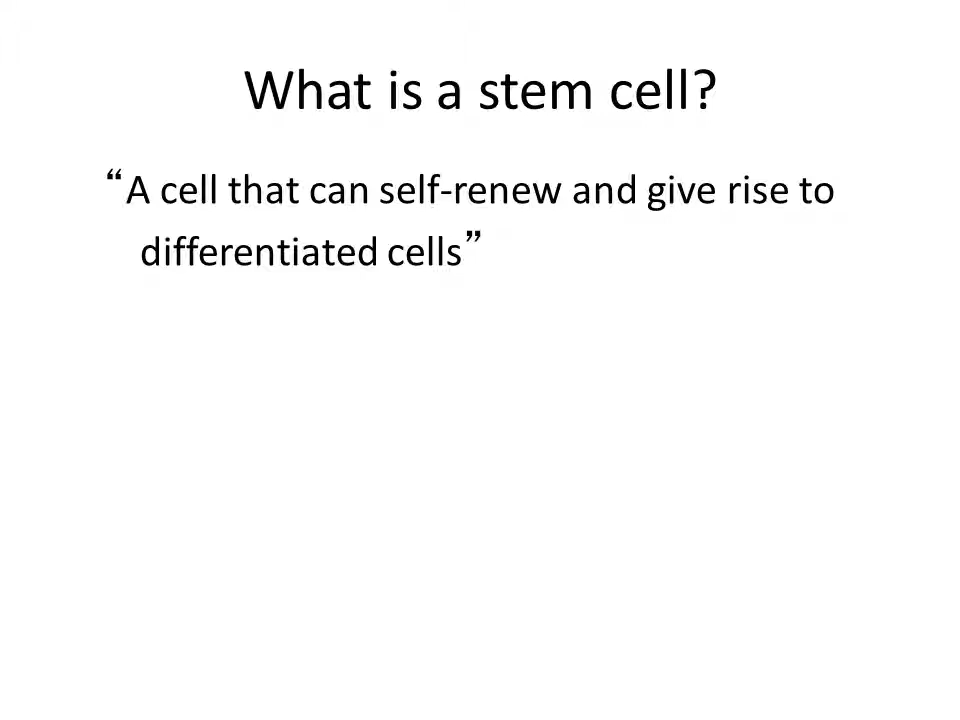 What is a stem cell?
“A cell that can self-renew and give rise to
differentiated cells”